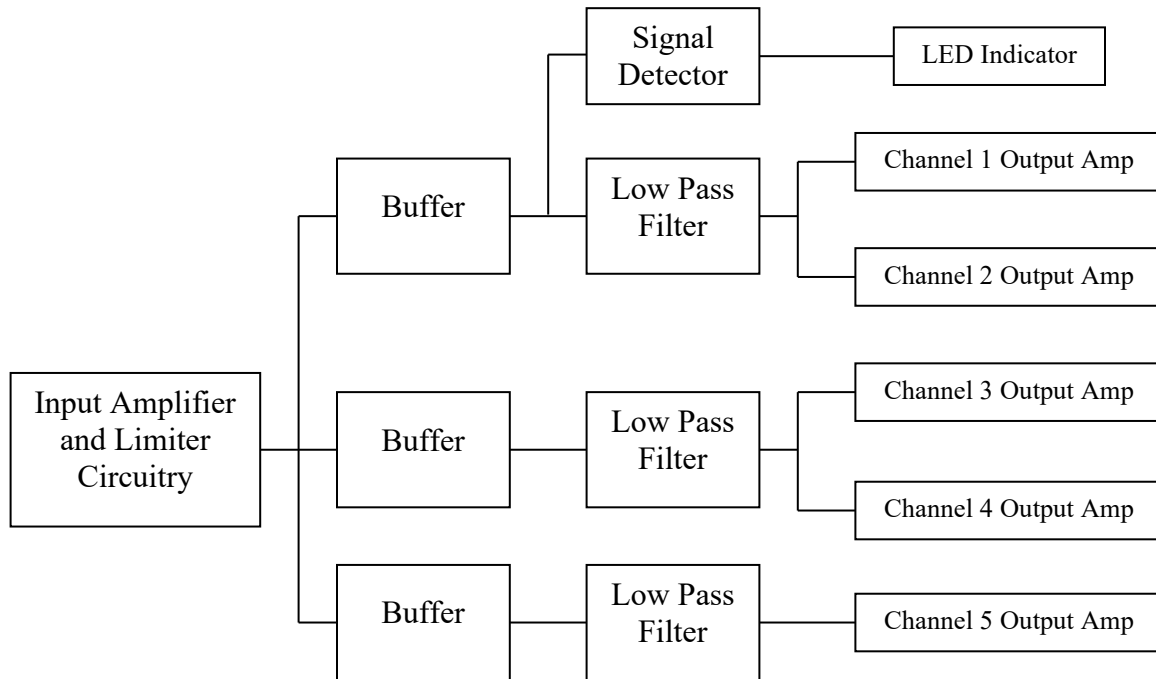 Signal
Detector
LED Indicator
Buffer
Low Pass
Filter
Channel 1 Output Amp
Channel 2 Output Amp
Input Amplifier
and Limiter
Circuitry
Buffer
Low Pass
Filter
Channel 3 Output Amp
Channel 4 Output Amp
Buffer
Low Pass
Filter
Channel 5 Output Amp